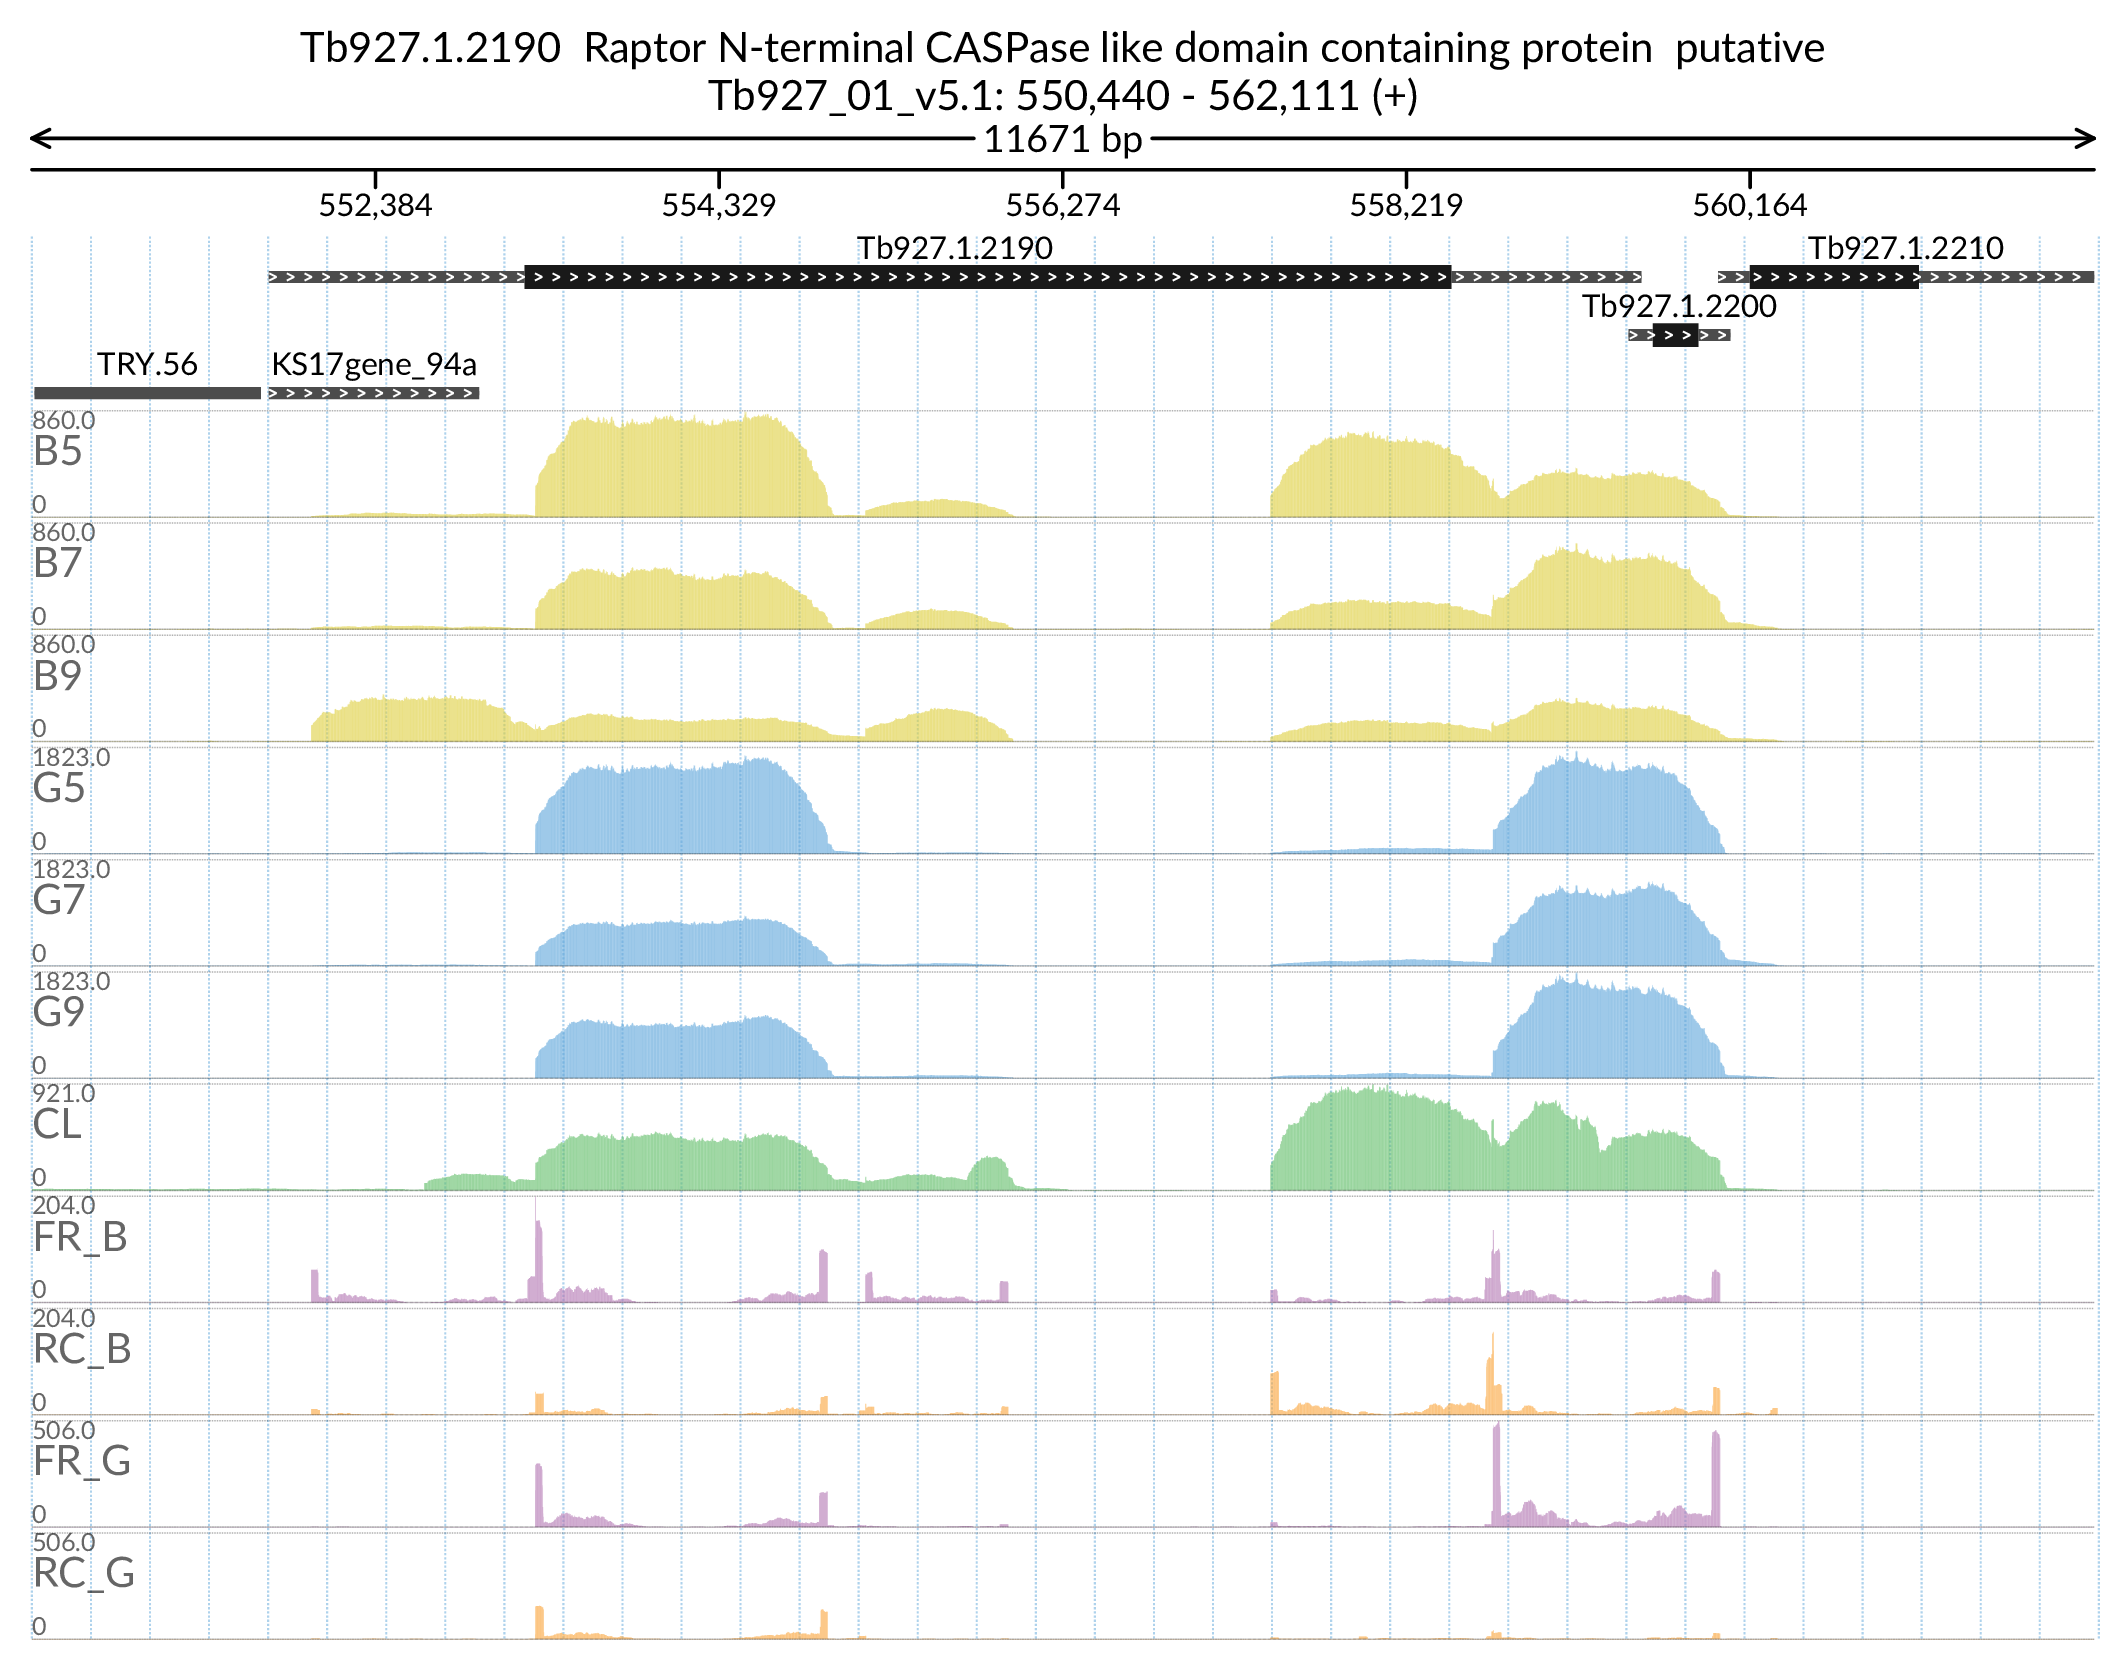 Tb927.1.2190  Raptor N-terminal CASPase like domain containing protein  putative
Tb927_01_v5.1: 550,440 - 562,111 (+)
11671 bp
552,384 554,329 556,274 558,219 560,164
Tb927.1.2190 Tb927.1.2210
Tb927.1.2200
TRY.56 KS17gene_94a
860.0
B5
0
860.0
B7
0
860.0
B9
0
1823.0
G5
0
1823.0
G7
0
1823.0
G9
0
921.0
CL
0
204.0
FR_B
0
204.0
RC_B
0
506.0
FR_G
0
506.0
RC_G
0